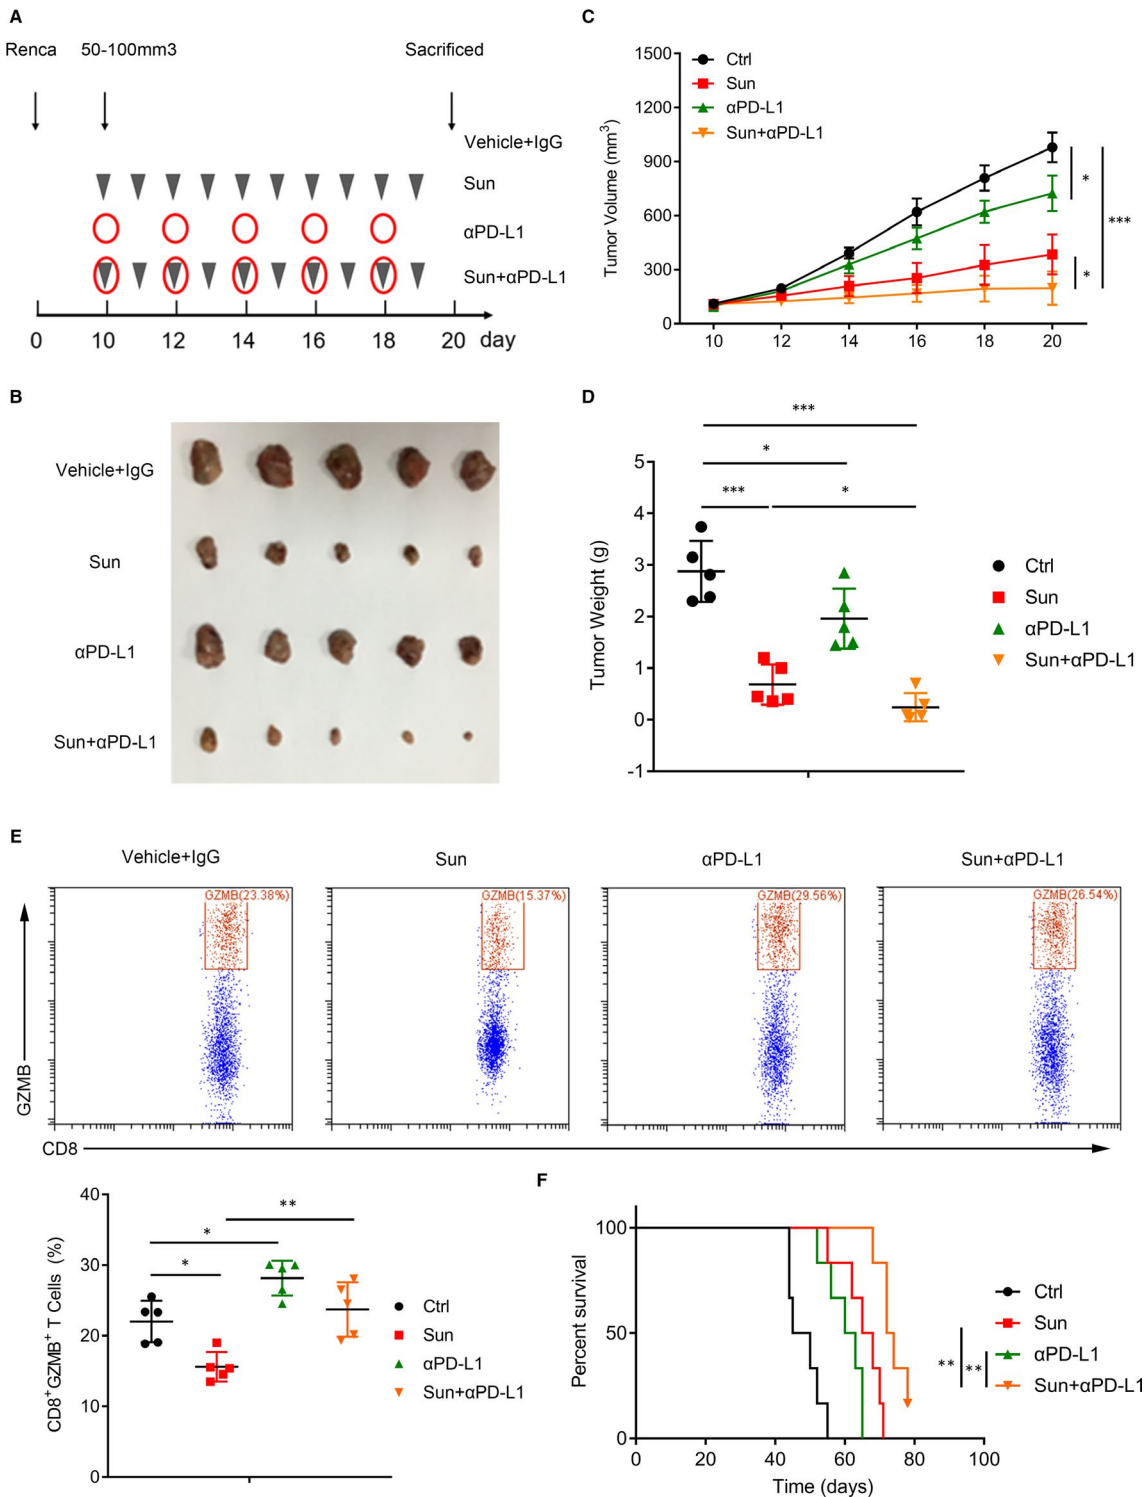 A
Renca 50-100mm3 Sacrificed
Vehicle+IgG
Sun
αPD-L1
Sun+αPD-L1
0 10 12 14 16 18 20 day
B
Vehicle+IgG
Sun
αPD-L1
Sun+αPD-L1
C
Tumor Volume (mm³)
1500
1200
900
600
300
0
10 12 14 16 18 20
Ctrl
Sun
αPD-L1
Sun+αPD-L1
*
***
*
D
Tumor Weight (g)
5
4
3
2
1
0
-1
***
*
*** *
Ctrl
Sun
αPD-L1
Sun+αPD-L1
E
Vehicle+IgG Sun αPD-L1 Sun+αPD-L1
GZMB(23.38%) GZMB(15.37%) GZMB(29.56%) GZMB(26.54%)
GZMB
CD8
CD8⁺GZMB⁺ T Cells (%)
40
30
20
10
0
**
*
*
Ctrl
Sun
αPD-L1
Sun+αPD-L1
F
Percent survival
100
50
0
0 20 40 60 80 100
Time (days)
Ctrl
Sun
αPD-L1
Sun+αPD-L1
** **